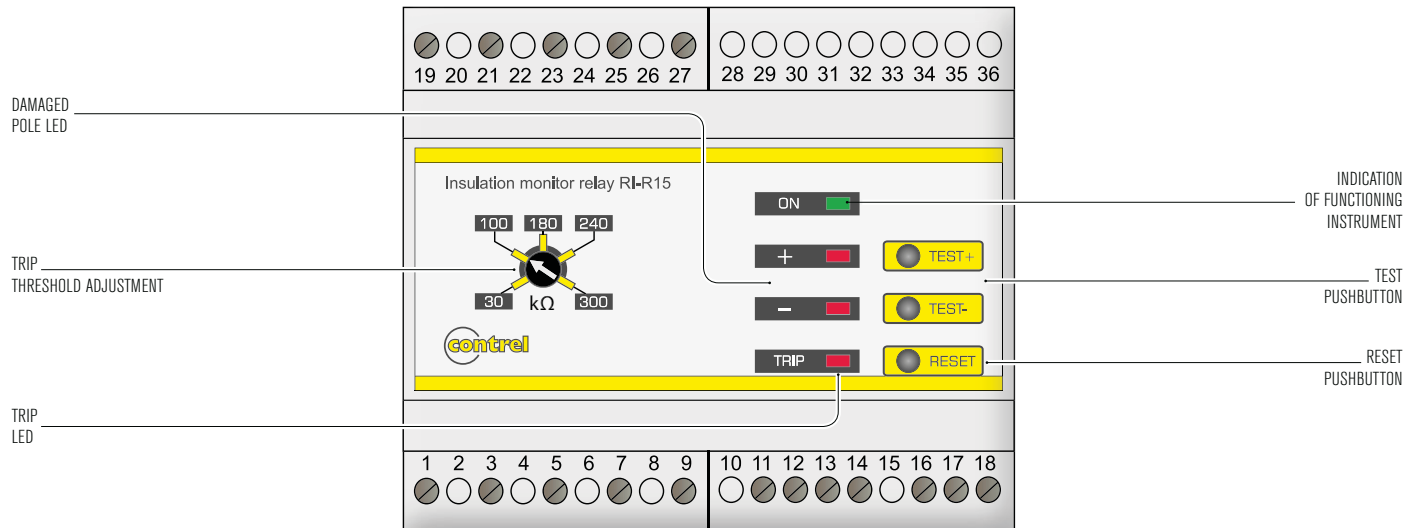 19 20 21 22 23 24 25 26 27 28 29 30 31 32 33 34 35 36
DAMAGED
POLE LED
Insulation monitor relay RI-R15
100 180 240
30 kΩ 300
contrel
ON
+
-
TRIP
TEST+
TEST-
RESET
TRIP
THRESHOLD ADJUSTMENT
TRIP
LED
INDICATION
OF FUNCTIONING
INSTRUMENT
TEST
PUSHBUTTON
RESET
PUSHBUTTON
1 2 3 4 5 6 7 8 9 10 11 12 13 14 15 16 17 18